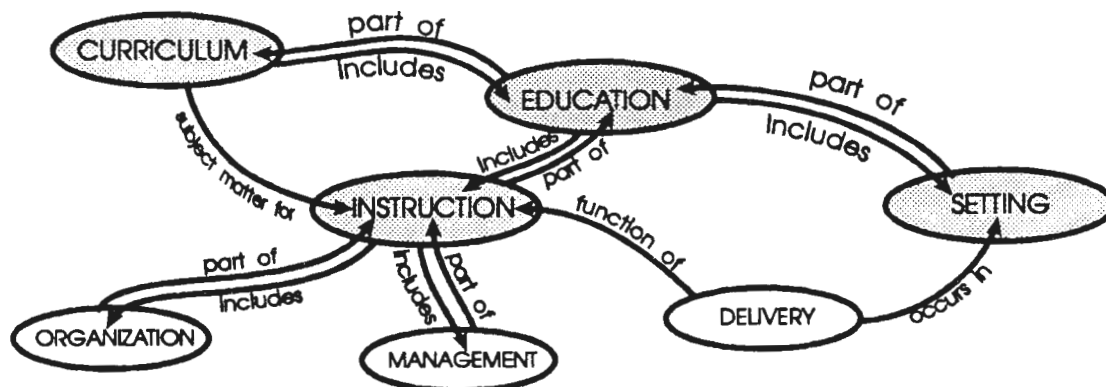 part of
CURRICULUM
Includes
EDUCATION
part of
Includes
Includes
part of
subject matter for
INSTRUCTION
function of
SETTING
part of
Includes
Includes
part of
occurs in
ORGANIZATION
MANAGEMENT
DELIVERY